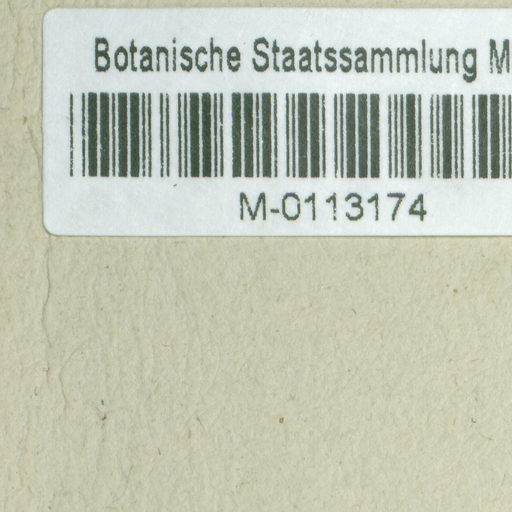 Botanische Staatssammlung M
M-0113174